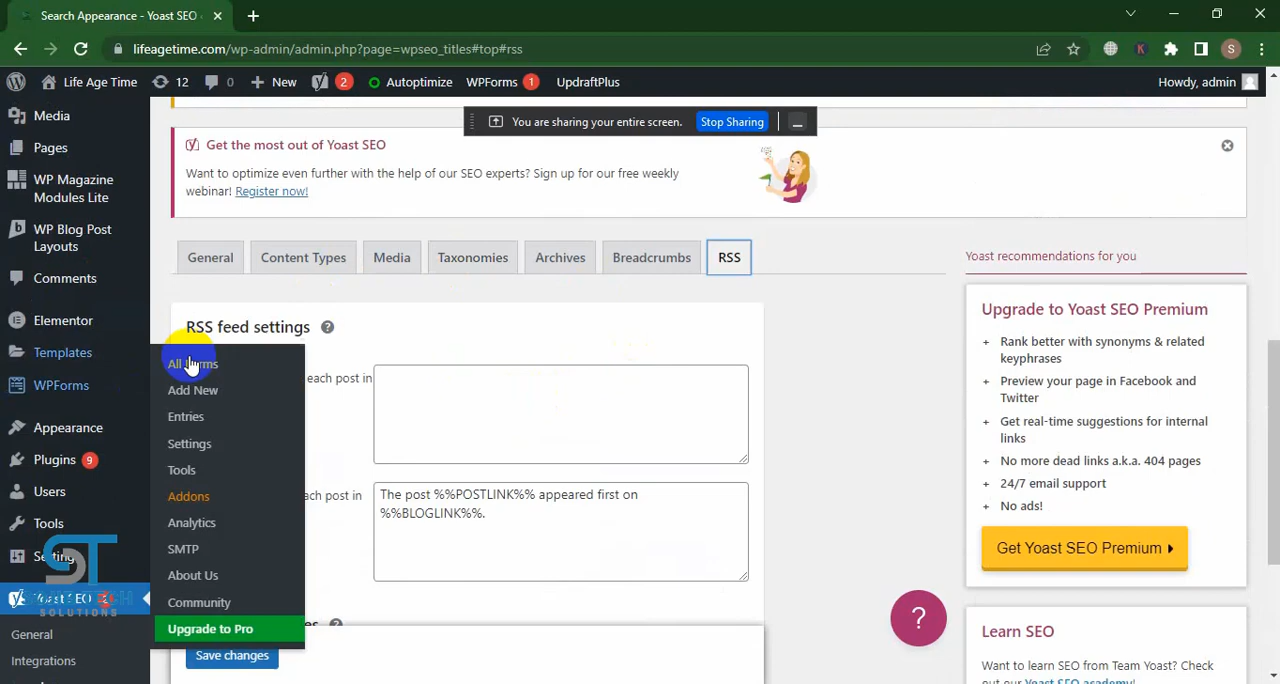 Search Appearance - Yoast SEO
lifeagetime.com/wp-admin/admin.php?page=wpseo_titles#top#rss
S
Life Age Time
12
0
New
2
Autoptimize
WPForms 1
UpdraftPlus
Howdy, admin
You are sharing your entire screen.
Stop Sharing
Media
Pages
WP Magazine
Modules Lite
WP Blog Post
Layouts
Comments
Elementor
Templates
WPForms
Appearance
Plugins 9
Users
Tools
SOLUTIONS
General
Integrations
All Forms
Add New
Entries
Settings
Tools
Addons
Analytics
SMTP
About Us
Community
Upgrade to Pro
Get the most out of Yoast SEO
Want to optimize even further with the help of our SEO experts? Sign up for our free weekly
webinar! Register now!
General
Content Types
Media
Taxonomies
Archives
Breadcrumbs
RSS
RSS feed settings ?
each post in
each post in
The post %%POSTLINK%% appeared first on
%%BLOGLINK%%.
Save changes
Yoast recommendations for you
Upgrade to Yoast SEO Premium
+ Rank better with synonyms & related
keyphrases
+ Preview your page in Facebook and
Twitter
+ Get real-time suggestions for internal
links
+ No more dead links a.k.a. 404 pages
+ 24/7 email support
+ No ads!
Get Yoast SEO Premium
?
Learn SEO
Want to learn SEO from Team Yoast? Check
out our Yoast SEO academy!